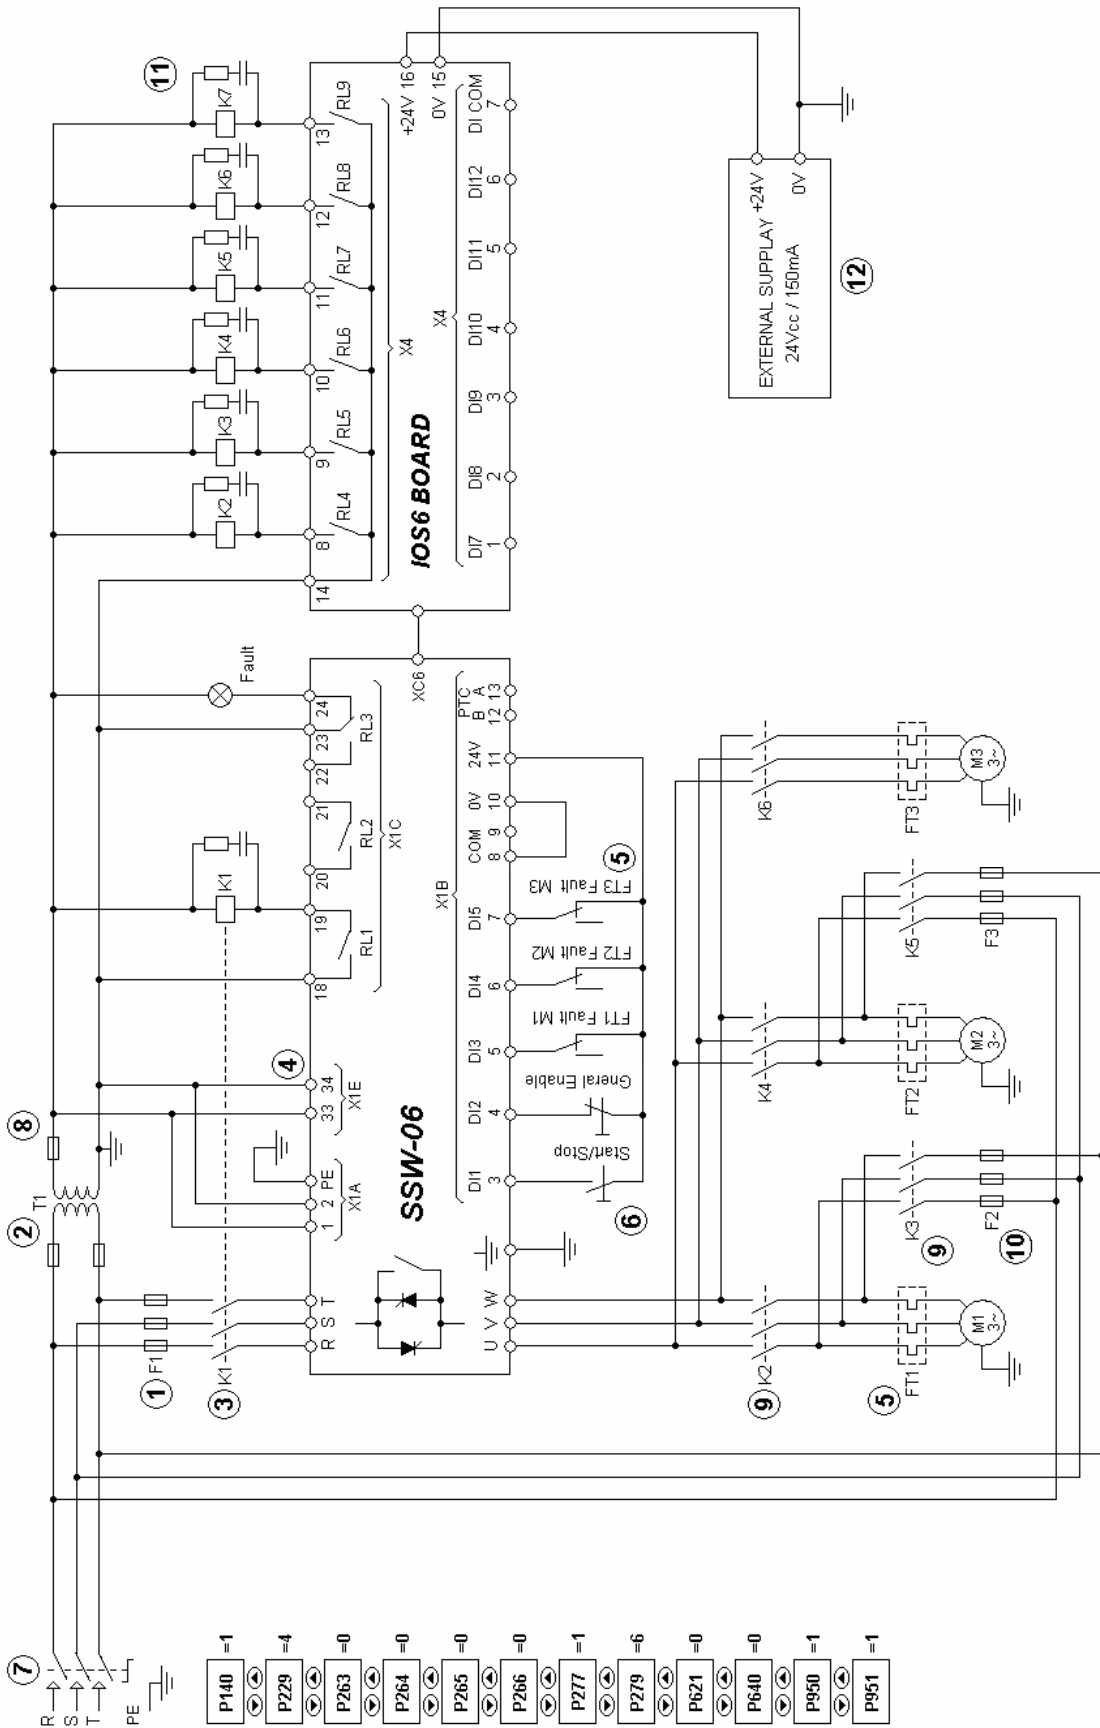 R
S
T
PE
7
P140 =1
P229 =4
P263 =0
P264 =0
P265 =0
P266 =0
P277 =1
P279 =6
P621 =0
P640 =0
P950 =1
P951 =1
2
T1
8
1
F1
3
K1
K1
Fault
11
K2
K3
K4
K5
K6
K7
R S T
1 2 PE
X1A
33 34
X1E
4
18 19 20 21 22 23 24
RL1 RL2 RL3
X1C
SSW-06
XC6
X1B
U V W
DI1 DI2 DI3 DI4 DI5 COM 0V 24V PTC
B A
3 4 5 6 7 8 9 10 11 12 13
6
Start/Stop
Gneral Enable
FT1 Fault M1
FT2 Fault M2
FT3 Fault M3
5
14 8 9 10 11 12 13
RL4 RL5 RL6 RL7 RL8 RL9
X4
+24V 16
0V 15
IOS6 BOARD
X4
DI7 DI8 DI9 DI10 DI11 DI12 DI COM
1 2 3 4 5 6 7
EXTERNAL SUPPLAY
24Vcc / 150mA
+24V
0V
12
9
K2
K4
K6
9
K3
K5
5
FT1
FT2
FT3
F2
F3
10
M1
3~
M2
3~
M3
3~